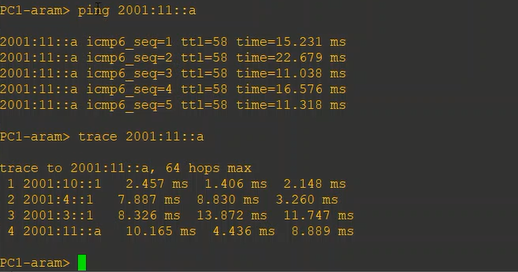 PC1-aram> ping 2001:11::a
2001:11::a icmp6_seq=1 ttl=58 time=15.231 ms
2001:11::a icmp6_seq=2 ttl=58 time=22.679 ms
2001:11::a icmp6_seq=3 ttl=58 time=11.038 ms
2001:11::a icmp6_seq=4 ttl=58 time=16.576 ms
2001:11::a icmp6_seq=5 ttl=58 time=11.318 ms
PC1-aram> trace 2001:11::a
trace to 2001:11::a, 64 hops max
1 2001:10::1 2.457 ms 1.406 ms 2.148 ms
2 2001:4::1 7.887 ms 8.830 ms 3.260 ms
3 2001:3::1 8.326 ms 13.872 ms 11.747 ms
4 2001:11::a 10.165 ms 4.436 ms 8.889 ms
PC1-aram>